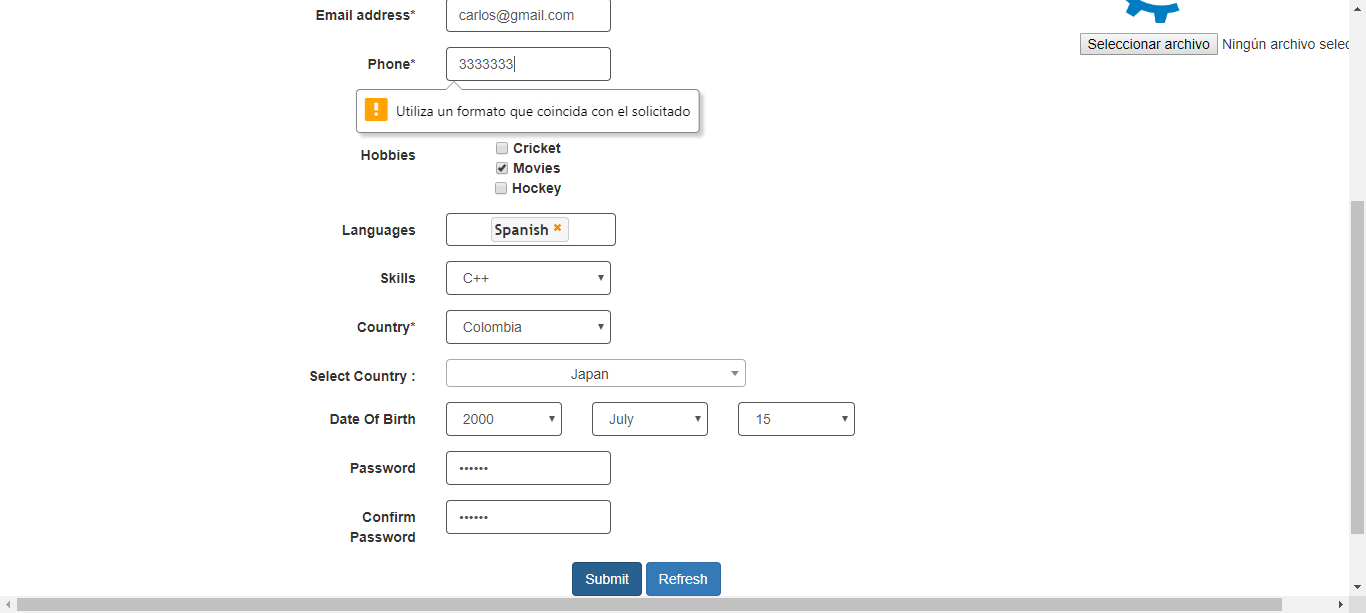 Email address*
carlos@gmail.com
Seleccionar archivo Ningún archivo selec
Phone*
3333333
Utiliza un formato que coincida con el solicitado
Hobbies
Cricket
Movies
Hockey
Languages
Spanish
Skills
C++
Country*
Colombia
Select Country :
Japan
Date Of Birth
2000
July
15
Password
Confirm
Password
Submit
Refresh